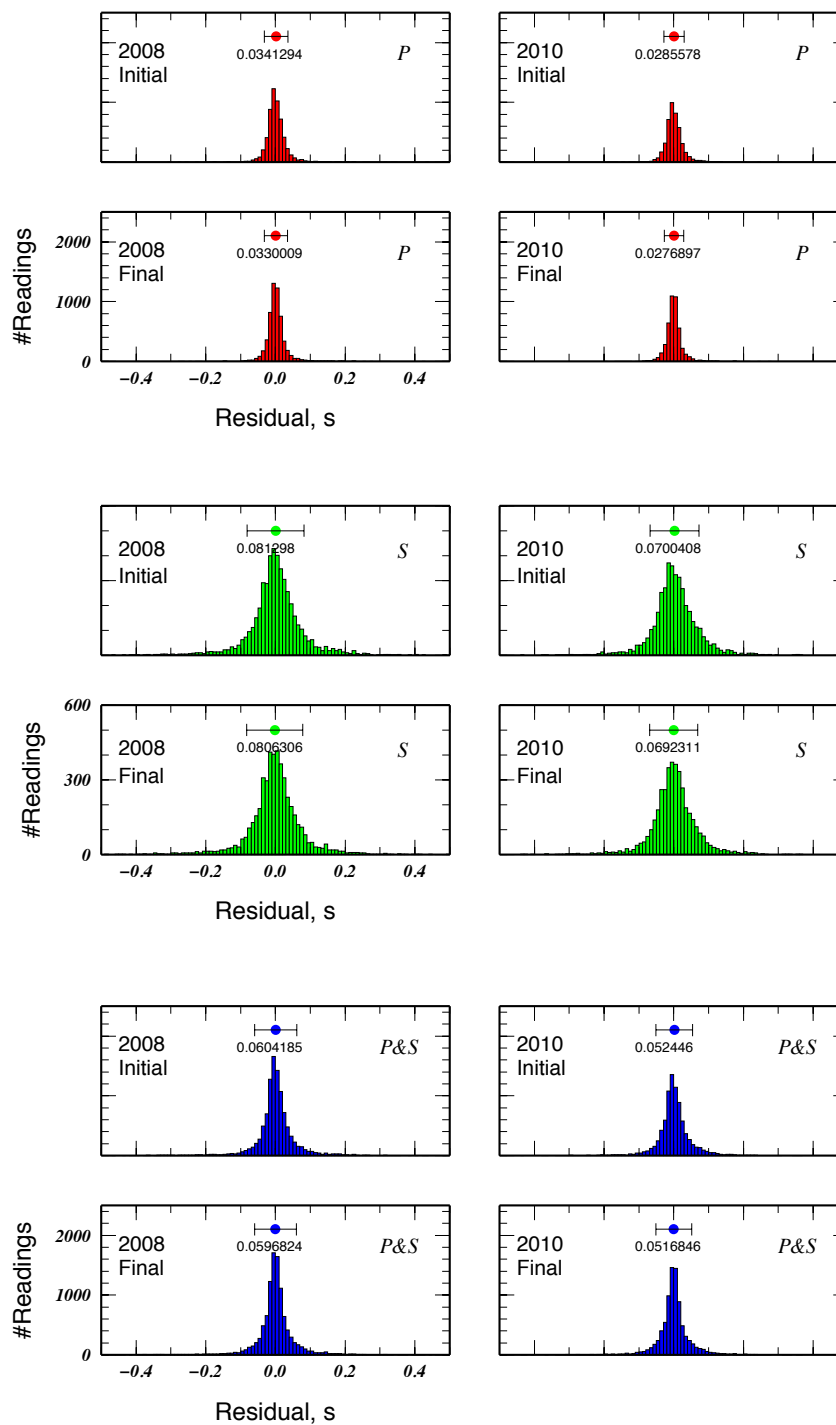 2008 P 2010 P
Initial Initial
0.0341294 0.0285578
2000 2008 P 2010 P
Final Final
0.0330009 0.0276897
1000
#Readings
0
−0.4 −0.2 0.0 0.2 0.4
Residual, s
2008 S 2010 S
Initial Initial
0.081298 0.0700408
600
2008 S 2010 S
Final Final
0.0806306 0.0692311
300
#Readings
0
−0.4 −0.2 0.0 0.2 0.4
Residual, s
2008 P&S 2010 P&S
Initial Initial
0.0604185 0.052446
2000 2008 P&S 2010 P&S
Final Final
0.0596824 0.0516846
1000
#Readings
0
−0.4 −0.2 0.0 0.2 0.4
Residual, s